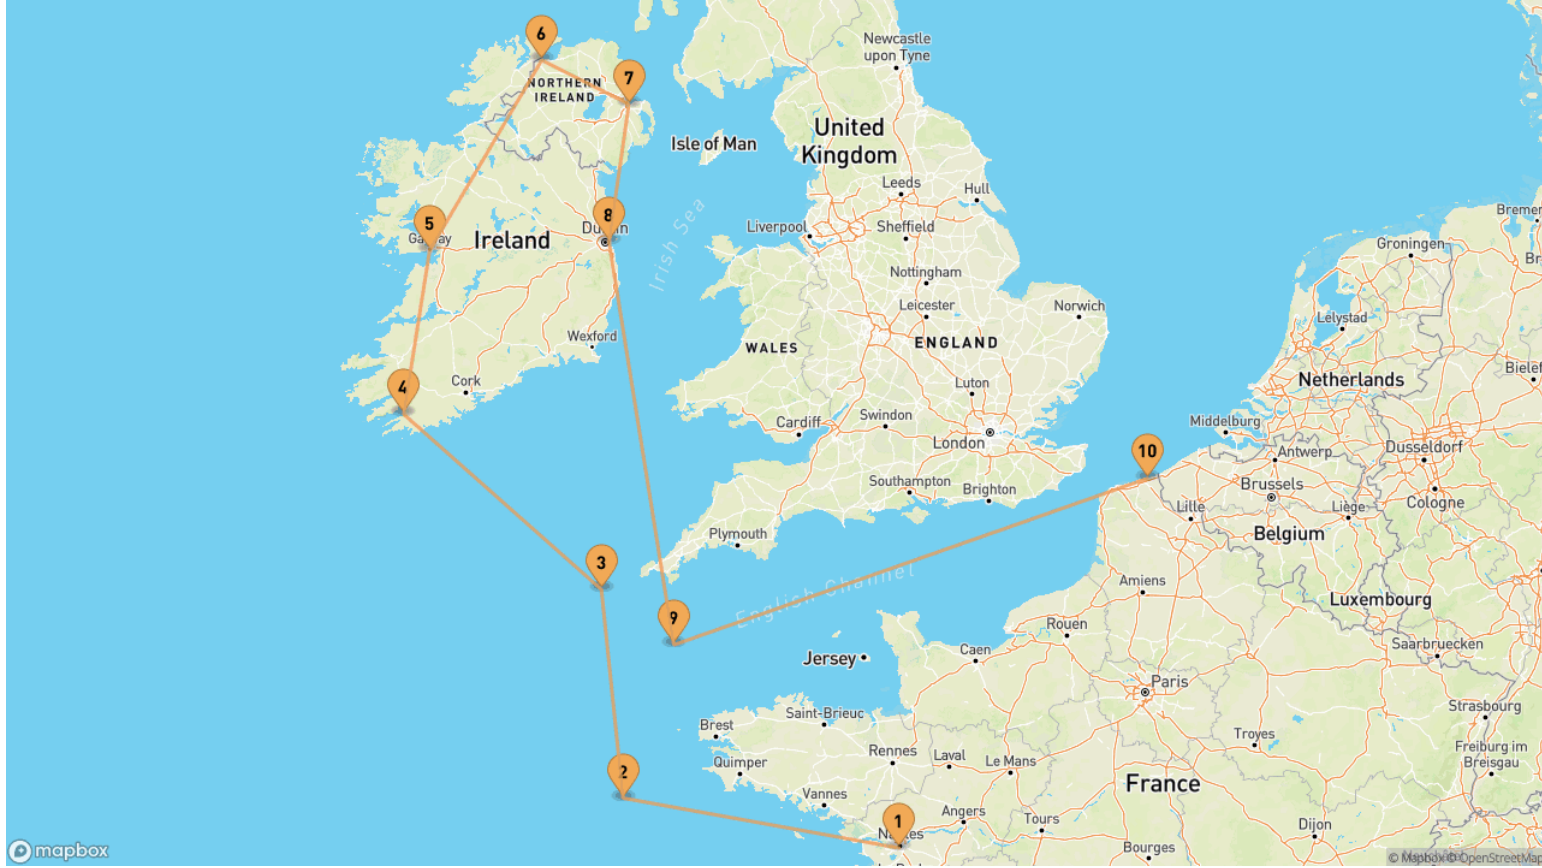 6
Newcastle
upon Tyne
7
NORTHERN
IRELAND
United
Kingdom
Isle of Man
Leeds
Hull
Irish Sea
8
Dublin
5
Galway
Ireland
Liverpool
Sheffield
Groningen
Nottingham
Leicester
Norwich
Lelystad
Wexford
WALES
ENGLAND
Netherlands
4
Cork
Luton
Cardiff
Swindon
London
Middelburg
Antwerp
Dusseldorf
10
Southampton
Brighton
Brussels
Cologne
Lille
Liège
Plymouth
Belgium
3
English Channel
Amiens
Luxembourg
9
Rouen
Jersey
Caen
Saarbruecken
Paris
Strasbourg
Brest
Saint-Brieuc
Rennes
Laval
Le Mans
Troyes
Freiburg im
Breisgau
2
Quimper
Vannes
France
1
Nantes
Angers
Tours
Dijon
Bourges
mapbox
© Mapbox © OpenStreetMap